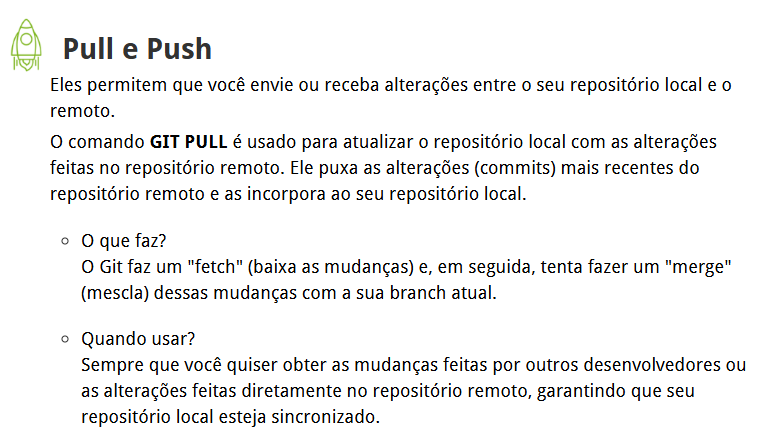 Pull e Push
Eles permitem que você envie ou receba alterações entre o seu repositório local e o
remoto.
O comando GIT PULL é usado para atualizar o repositório local com as alterações
feitas no repositório remoto. Ele puxa as alterações (commits) mais recentes do
repositório remoto e as incorpora ao seu repositório local.
O que faz?
O Git faz um "fetch" (baixa as mudanças) e, em seguida, tenta fazer um "merge"
(mescla) dessas mudanças com a sua branch atual.
Quando usar?
Sempre que você quiser obter as mudanças feitas por outros desenvolvedores ou
as alterações feitas diretamente no repositório remoto, garantindo que seu
repositório local esteja sincronizado.